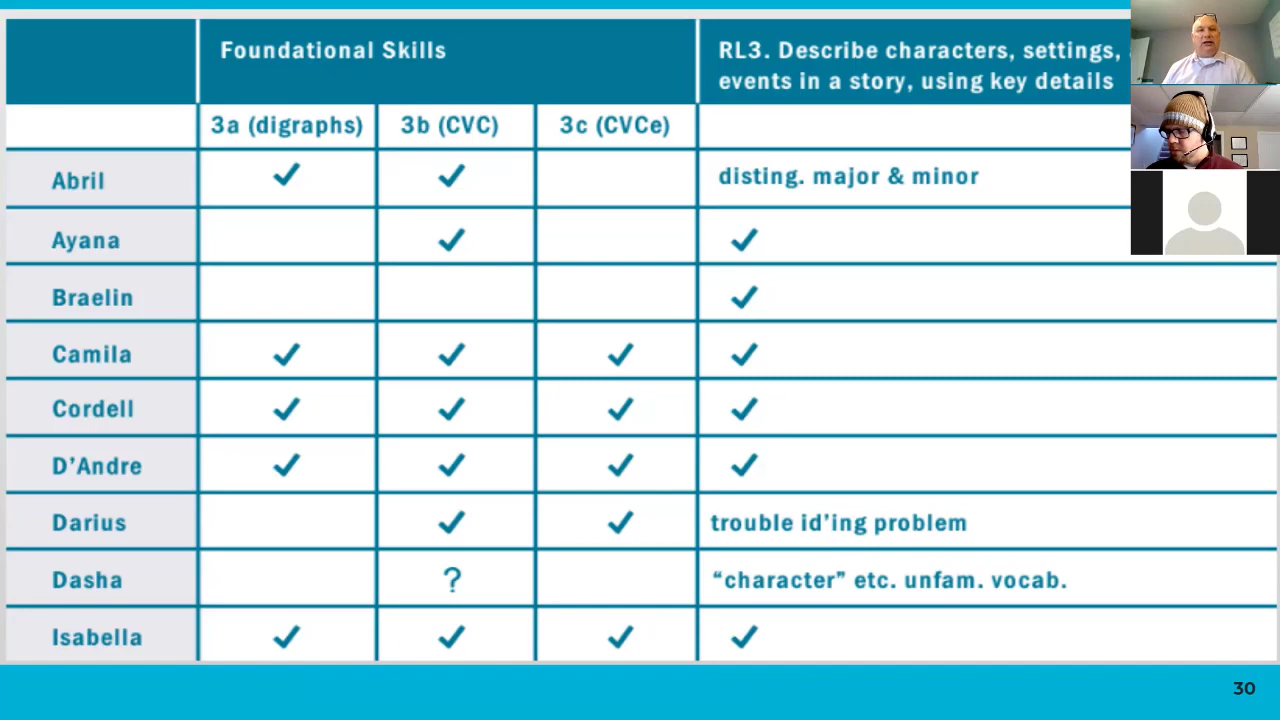 Foundational Skills
RL3. Describe characters, settings,
events in a story, using key details
3a (digraphs) 3b (CVC) 3c (CVCe)
Abril ✓ ✓ disting. major & minor
Ayana ✓ ✓
Braelin ✓
Camila ✓ ✓ ✓ ✓
Cordell ✓ ✓ ✓ ✓
D’Andre ✓ ✓ ✓ ✓
Darius ✓ ✓ trouble id’ing problem
Dasha ? “character” etc. unfam. vocab.
Isabella ✓ ✓ ✓ ✓
30